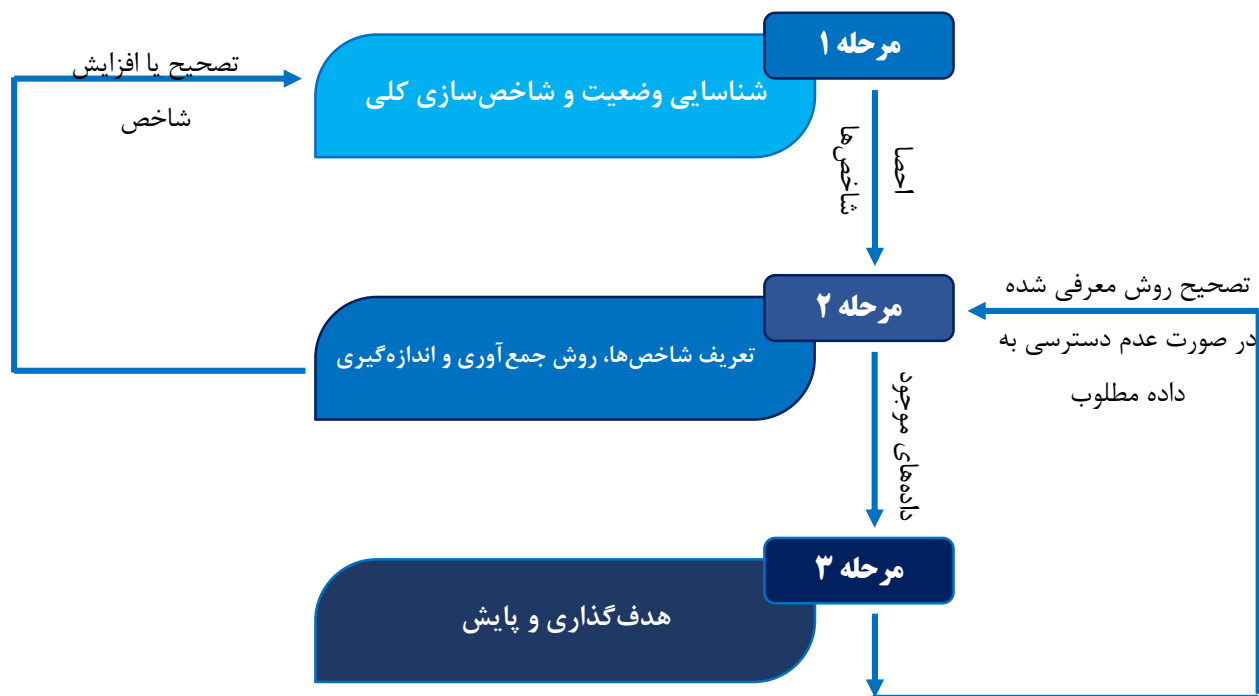 مرحله ۱
شناسایی وضعیت و شاخص‌سازی کلی
تصحیح یا افزایش
شاخص
احصا
شاخص‌ها
مرحله ۲
تعریف شاخص‌ها، روش جمع‌آوری و اندازه‌گیری
تصحیح روش معرفی شده
در صورت عدم دسترسی به
داده مطلوب
داده‌های موجود
مرحله ۳
هدف‌گذاری و پایش